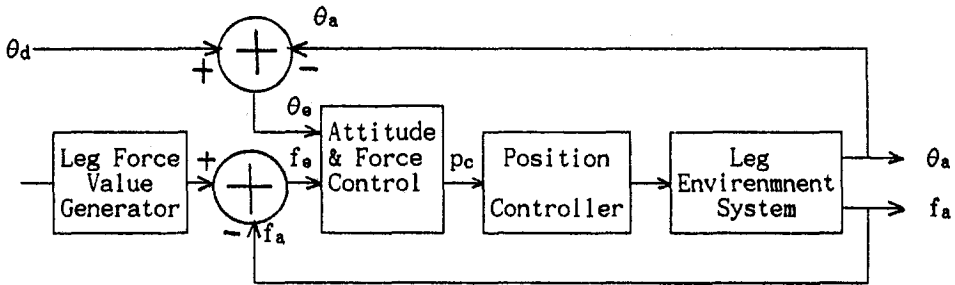 θa
θd
+
−
θe
Leg Force
Value
Generator
+
−
fa
fe
Attitude
& Force
Control
pc
Position
Controller
Leg
Envirenmnent
System
θa
fa